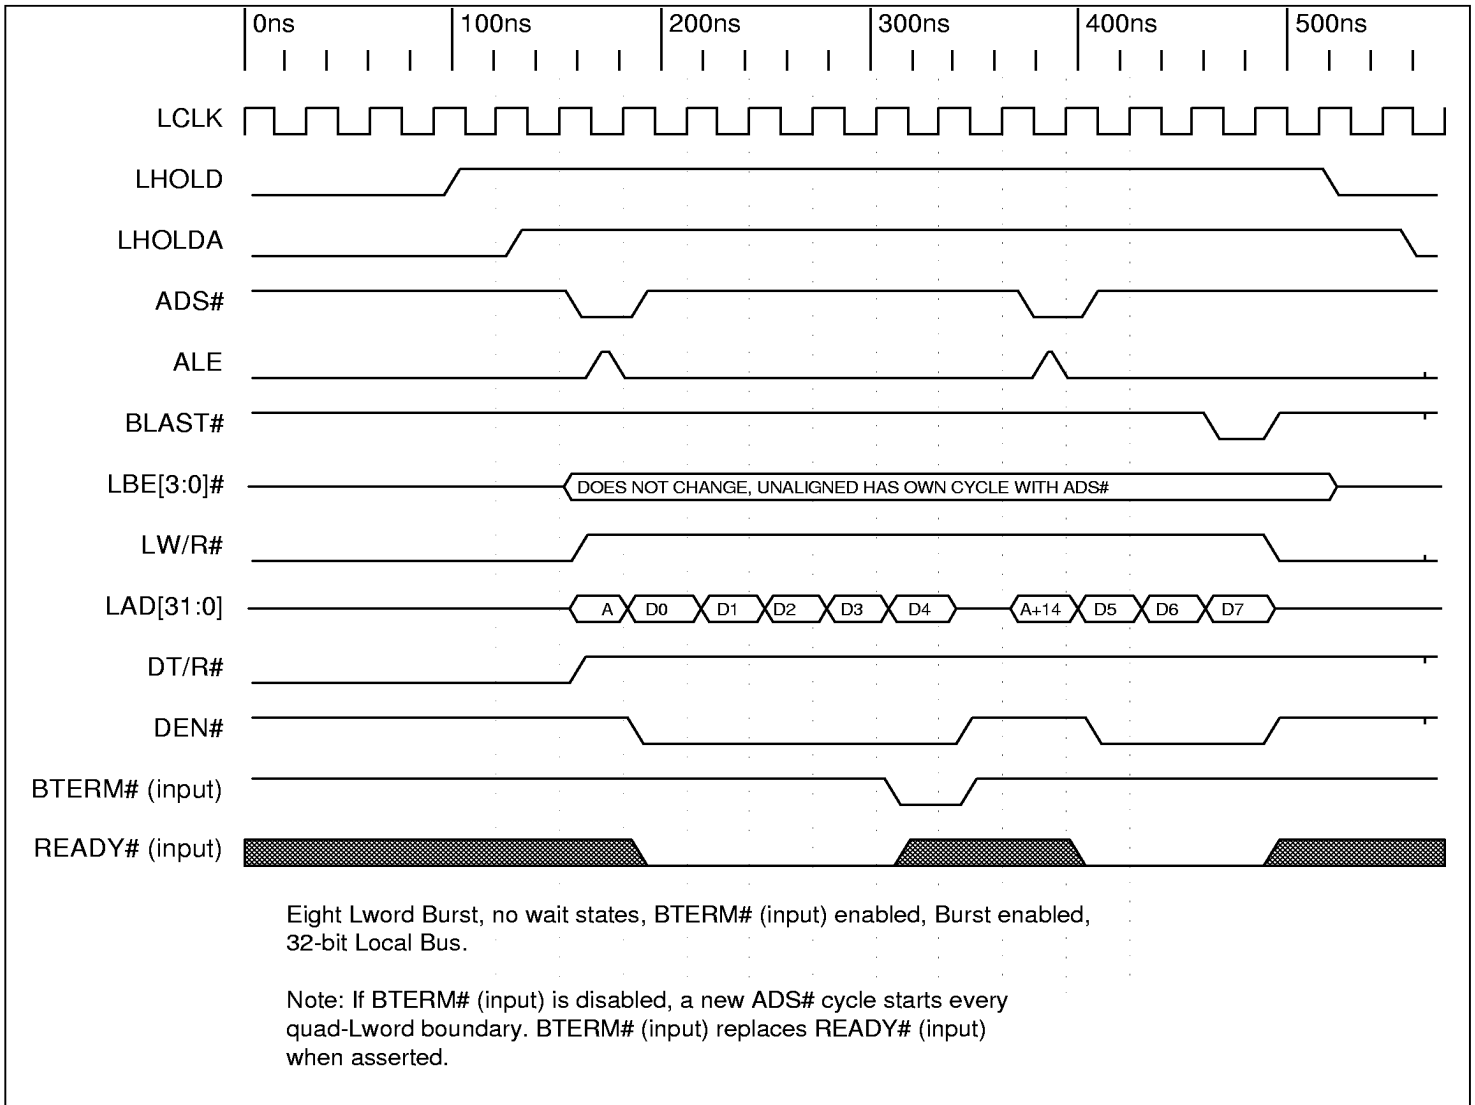 0ns 100ns 200ns 300ns 400ns 500ns
LCLK
LHOLD
LHOLDA
ADS#
ALE
BLAST#
LBE[3:0]# DOES NOT CHANGE, UNALIGNED HAS OWN CYCLE WITH ADS#
LW/R#
LAD[31:0] A D0 D1 D2 D3 D4 A+14 D5 D6 D7
DT/R#
DEN#
BTERM# (input)
READY# (input)
Eight Lword Burst, no wait states, BTERM# (input) enabled, Burst enabled,
32-bit Local Bus.
Note: If BTERM# (input) is disabled, a new ADS# cycle starts every
quad-Lword boundary. BTERM# (input) replaces READY# (input)
when asserted.